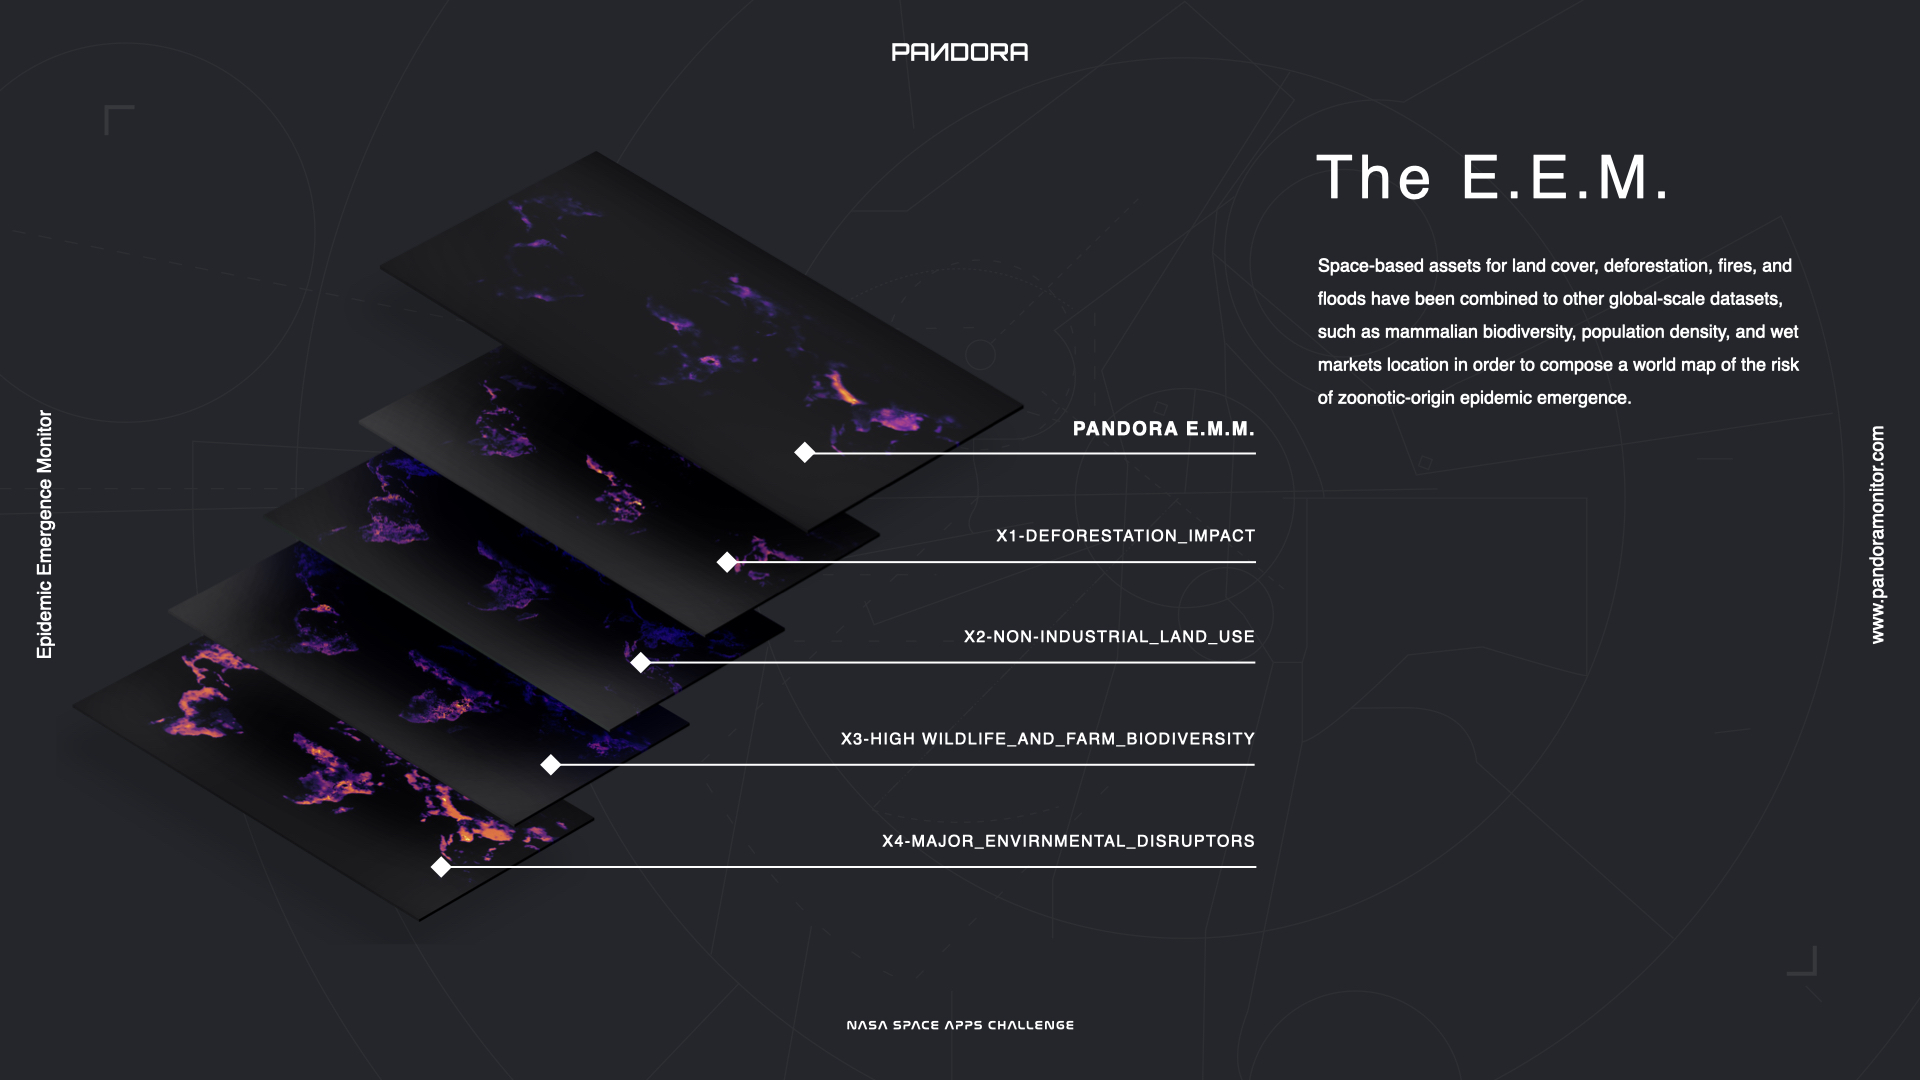 PANDORA
The E.E.M.
Space-based assets for land cover, deforestation, fires, and
floods have been combined to other global-scale datasets,
such as mammalian biodiversity, population density, and wet
markets location in order to compose a world map of the risk
of zoonotic-origin epidemic emergence.
PANDORA E.M.M.
X1-DEFORESTATION_IMPACT
X2-NON-INDUSTRIAL_LAND_USE
X3-HIGH WILDLIFE_AND_FARM_BIODIVERSITY
X4-MAJOR_ENVIRNMENTAL_DISRUPTORS
Epidemic Emergence Monitor
www.pandoramonitor.com
NASA SPACE APPS CHALLENGE